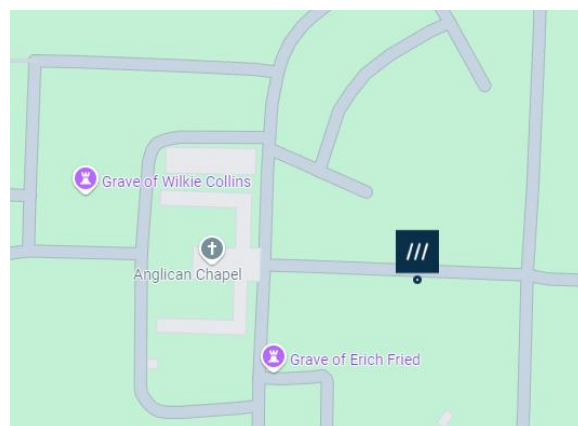 Grave of Wilkie Collins
Anglican Chapel
Grave of Erich Fried